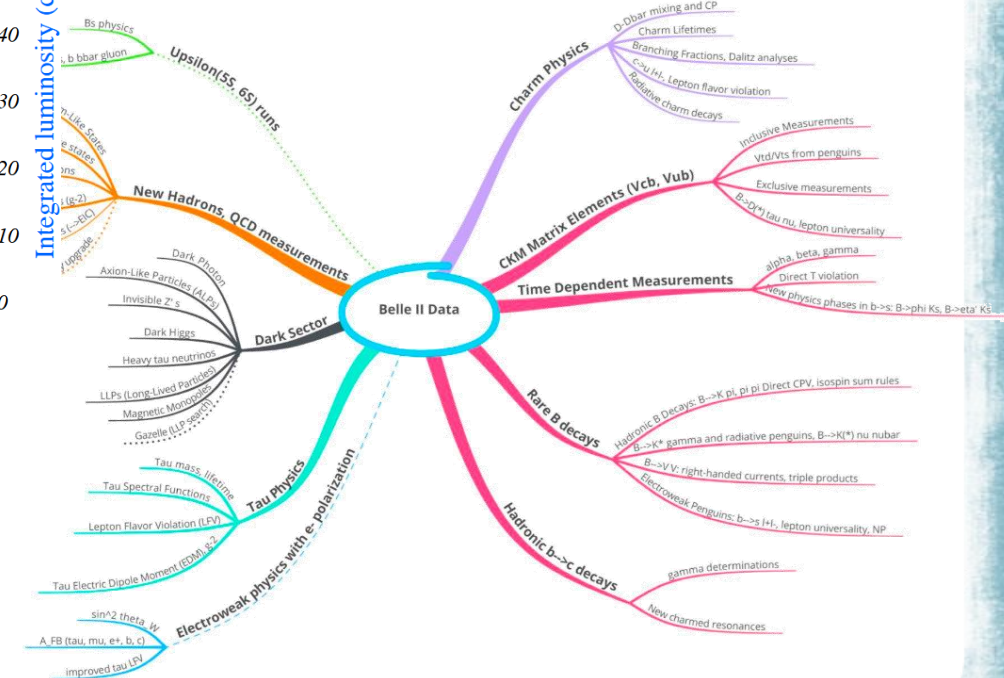 40
30
20
10
0
Integrated luminosity (
Belle II Data
Upsilon(5S, 6S) runs
Bs physics
b bbar gluon
New Hadrons, QCD measurements
-Like States
states
(g-2)
(-->EIC)
upgrade
Dark Sector
Dark Photon
Axion-Like Particles (ALPs)
Invisible Z' s
Dark Higgs
Heavy tau neutrinos
LLPs (Long-Lived Particles)
Magnetic Monopoles
Gazelle (LLP search)
Tau Physics
Tau mass, lifetime
Tau Spectral Functions
Lepton Flavor Violation (LFV)
Tau Electric Dipole Moment (EDM), g-2
Electroweak physics with e- polarization
sin^2 theta_W
A_FB (tau, mu, e+, b, c)
improved tau LFV
Charm Physics
D-Dbar mixing and CP
Charm Lifetimes
Branching Fractions, Dalitz analyses
c->u l+l-, Lepton flavor violation
Radiative charm decays
CKM Matrix Elements (Vcb, Vub)
Inclusive Measurements
Vtd/Vts from penguins
Exclusive measurements
B->D(*) tau nu, lepton universality
Time Dependent Measurements
alpha, beta, gamma
Direct T violation
New physics phases in b->s: B->phi Ks, B->eta' Ks
Rare B decays
Hadronic B Decays: B-->K pi, pi pi Direct CPV, isospin sum rules
B-->K* gamma and radiative penguins, B-->K(*) nu nubar
B-->V V: right-handed currents, triple products
Electroweak Penguins: b-->s l+l-, lepton universality, NP
Hadronic b-->c decays
gamma determinations
New charmed resonances